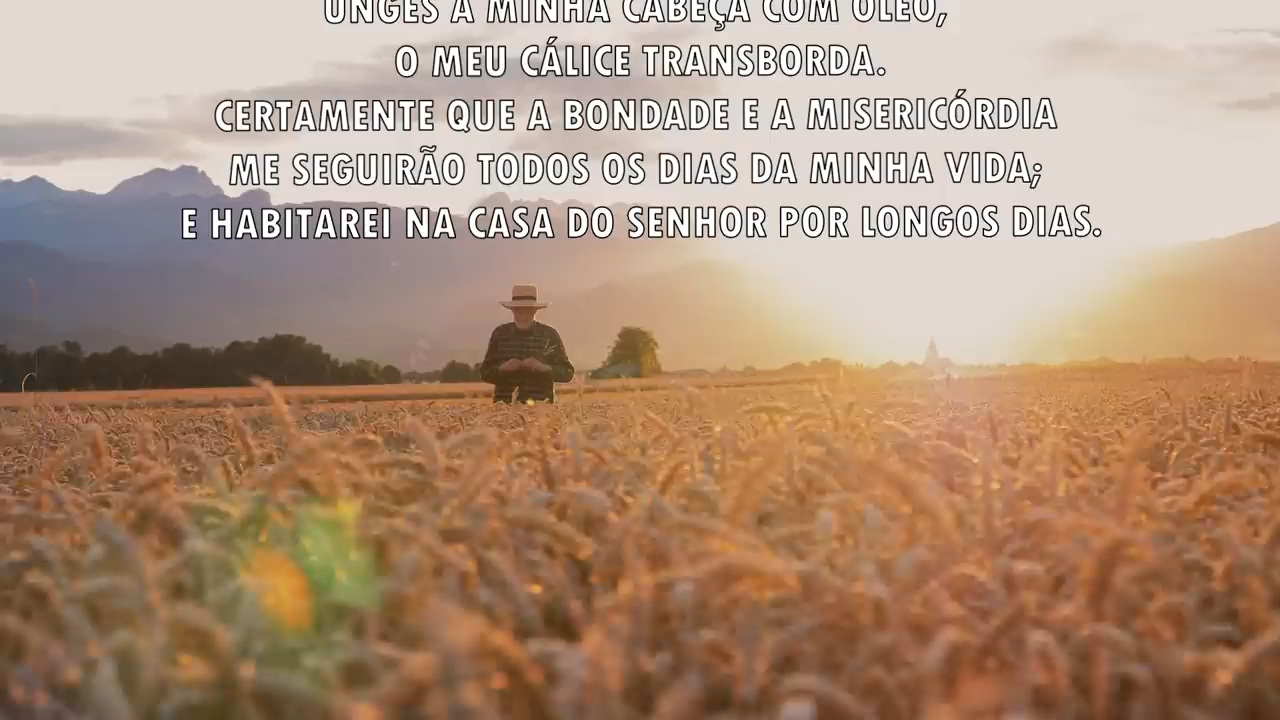 UNGES A MINHA CABEÇA COM ÓLEO,
O MEU CÁLICE TRANSBORDA.
CERTAMENTE QUE A BONDADE E A MISERICÓRDIA
ME SEGUIRÃO TODOS OS DIAS DA MINHA VIDA;
E HABITAREI NA CASA DO SENHOR POR LONGOS DIAS.